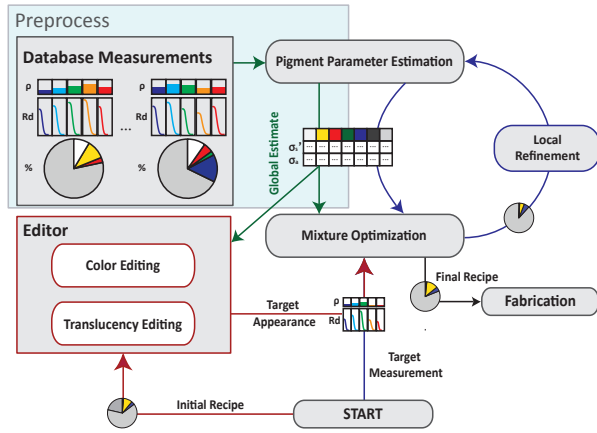 Preprocess
Database Measurements
ρ
ρ
Rd
Rd
...
%
%
Pigment Parameter Estimation
Global Estimate
σs'
σa
Local
Refinement
Editor
Color Editing
Translucency Editing
Mixture Optimization
Final Recipe
Fabrication
Target
Appearance
ρ
Rd
Target
Measurement
Initial Recipe
START